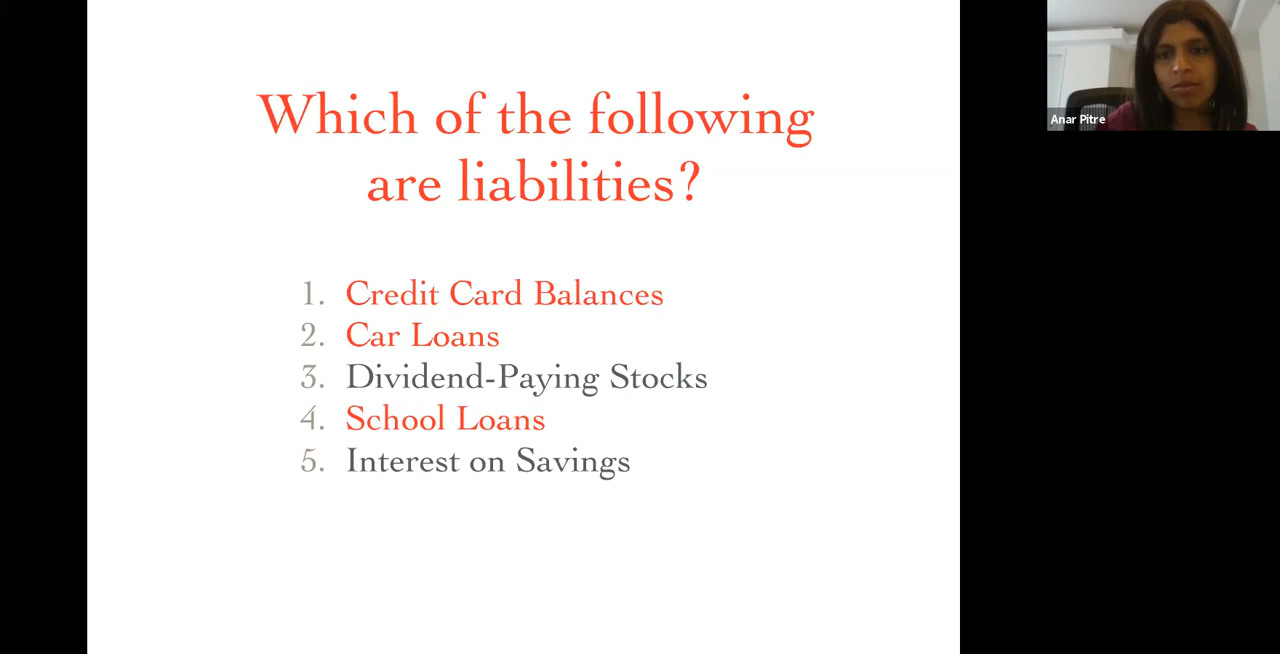 Which of the following
are liabilities?
1. Credit Card Balances
2. Car Loans
3. Dividend-Paying Stocks
4. School Loans
5. Interest on Savings
Anar Pitre